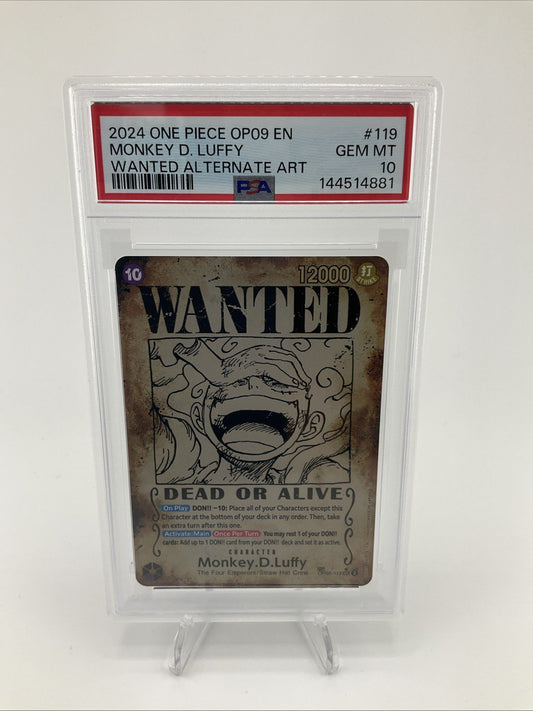 2024 ONE PIECE OP09 EN #119
MONKEY D. LUFFY GEM MT
WANTED ALTERNATE ART 10
PSA 144514881
10 12000 打
STRIKE
WANTED
DEAD OR ALIVE
On Play DON!! −10: Place all of your Characters except this
Character at the bottom of your deck in any order. Then, take
an extra turn after this one.
Activate: Main Once Per Turn You may rest 1 of your DON!!
cards: Add up to 1 DON!! card from your DON!! deck and set it as active.
CHARACTER
Monkey.D.Luffy
The Four Emperors/Straw Hat Crew